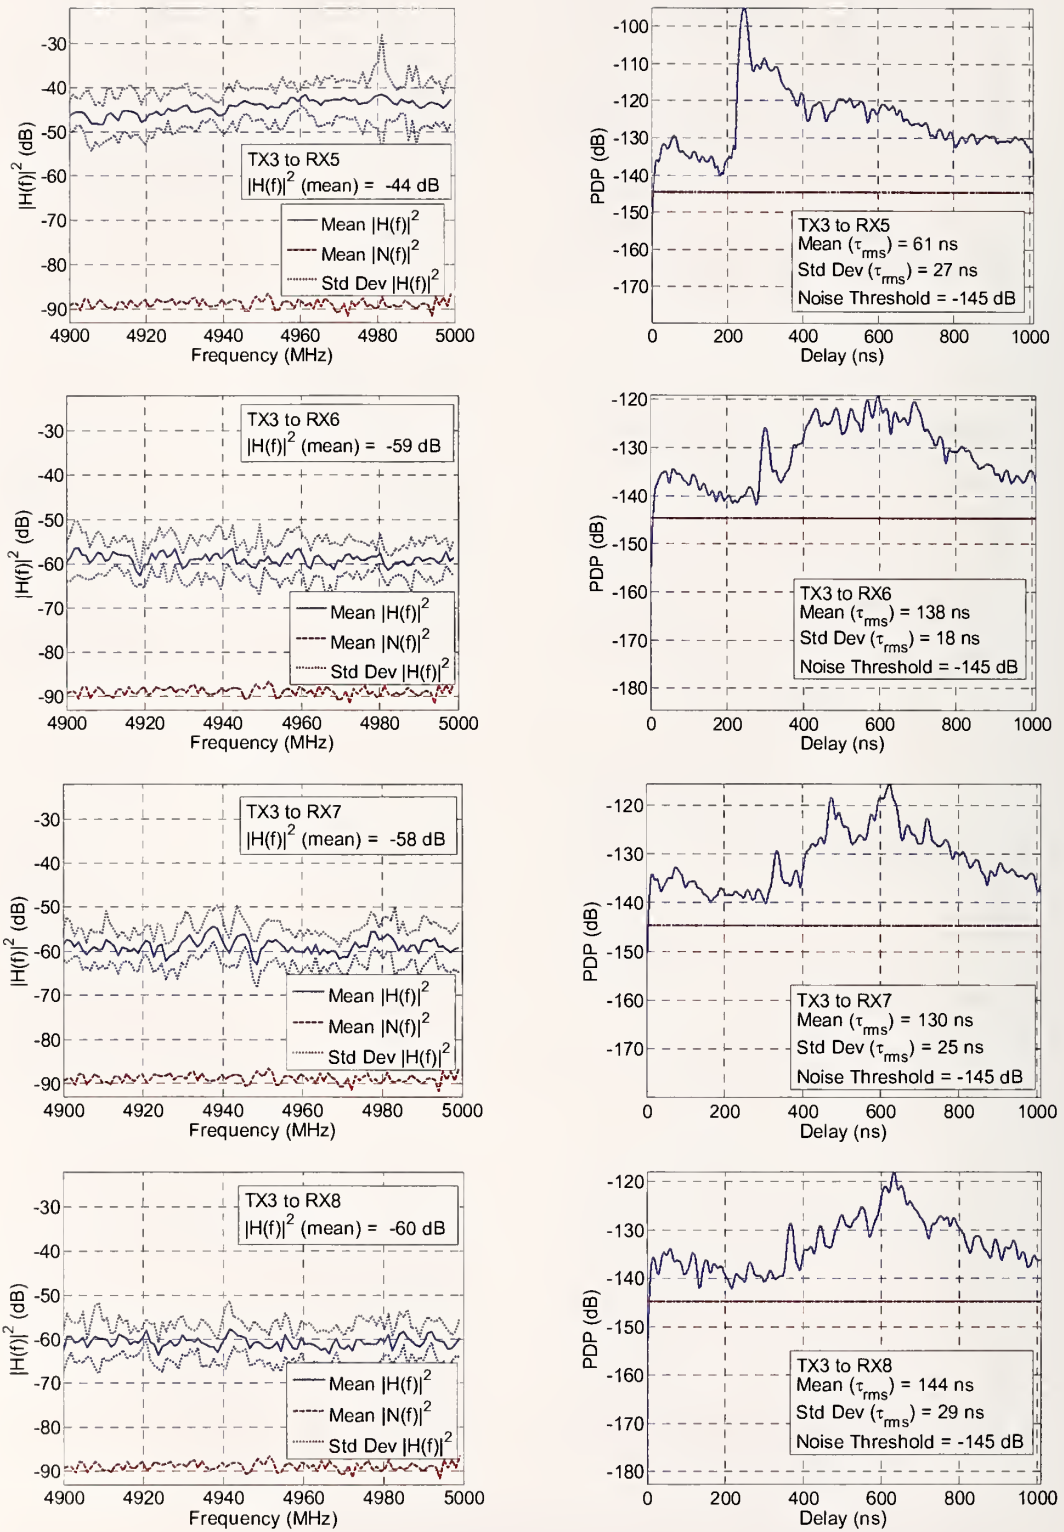 -30
-40
-50
-60
-70
-80
-90
|H(f)|² (dB)
TX3 to RX5
|H(f)|² (mean) = -44 dB
Mean |H(f)|²
Mean |N(f)|²
Std Dev |H(f)|²
4900 4920 4940 4960 4980 5000
Frequency (MHz)
-100
-110
-120
-130
-140
-150
-160
-170
PDP (dB)
TX3 to RX5
Mean (τrms) = 61 ns
Std Dev (τrms) = 27 ns
Noise Threshold = -145 dB
0 200 400 600 800 1000
Delay (ns)
-30
-40
-50
-60
-70
-80
-90
|H(f)|² (dB)
TX3 to RX6
|H(f)|² (mean) = -59 dB
Mean |H(f)|²
Mean |N(f)|²
Std Dev |H(f)|²
4900 4920 4940 4960 4980 5000
Frequency (MHz)
-120
-130
-140
-150
-160
-170
-180
PDP (dB)
TX3 to RX6
Mean (τrms) = 138 ns
Std Dev (τrms) = 18 ns
Noise Threshold = -145 dB
0 200 400 600 800 1000
Delay (ns)
-30
-40
-50
-60
-70
-80
-90
|H(f)|² (dB)
TX3 to RX7
|H(f)|² (mean) = -58 dB
Mean |H(f)|²
Mean |N(f)|²
Std Dev |H(f)|²
4900 4920 4940 4960 4980 5000
Frequency (MHz)
-120
-130
-140
-150
-160
-170
PDP (dB)
TX3 to RX7
Mean (τrms) = 130 ns
Std Dev (τrms) = 25 ns
Noise Threshold = -145 dB
0 200 400 600 800 1000
Delay (ns)
-30
-40
-50
-60
-70
-80
-90
|H(f)|² (dB)
TX3 to RX8
|H(f)|² (mean) = -60 dB
Mean |H(f)|²
Mean |N(f)|²
Std Dev |H(f)|²
4900 4920 4940 4960 4980 5000
Frequency (MHz)
-120
-130
-140
-150
-160
-170
-180
PDP (dB)
TX3 to RX8
Mean (τrms) = 144 ns
Std Dev (τrms) = 29 ns
Noise Threshold = -145 dB
0 200 400 600 800 1000
Delay (ns)